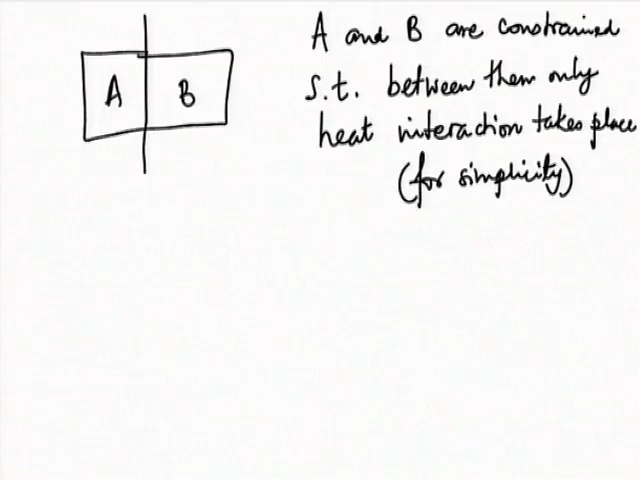 A and B are constrained
A B s.t. between them only
heat interaction takes place
(for simplicity)